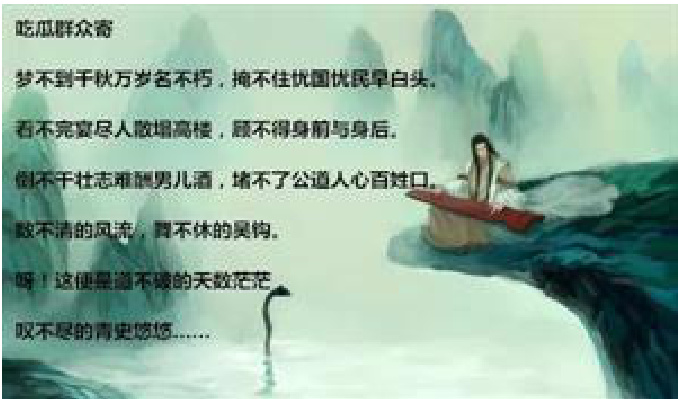 吃瓜群众寄
梦不到千秋万岁名不朽，掩不住忧国忧民早白头。
看不完宴尽人散塌高楼，顾不得身前与身后。
倒不干壮志难酬男儿酒，堵不了公道人心百姓口。
数不清的风流，舞不休的吴钩。
呀！这便是道不破的天数茫茫
叹不尽的青史悠悠......